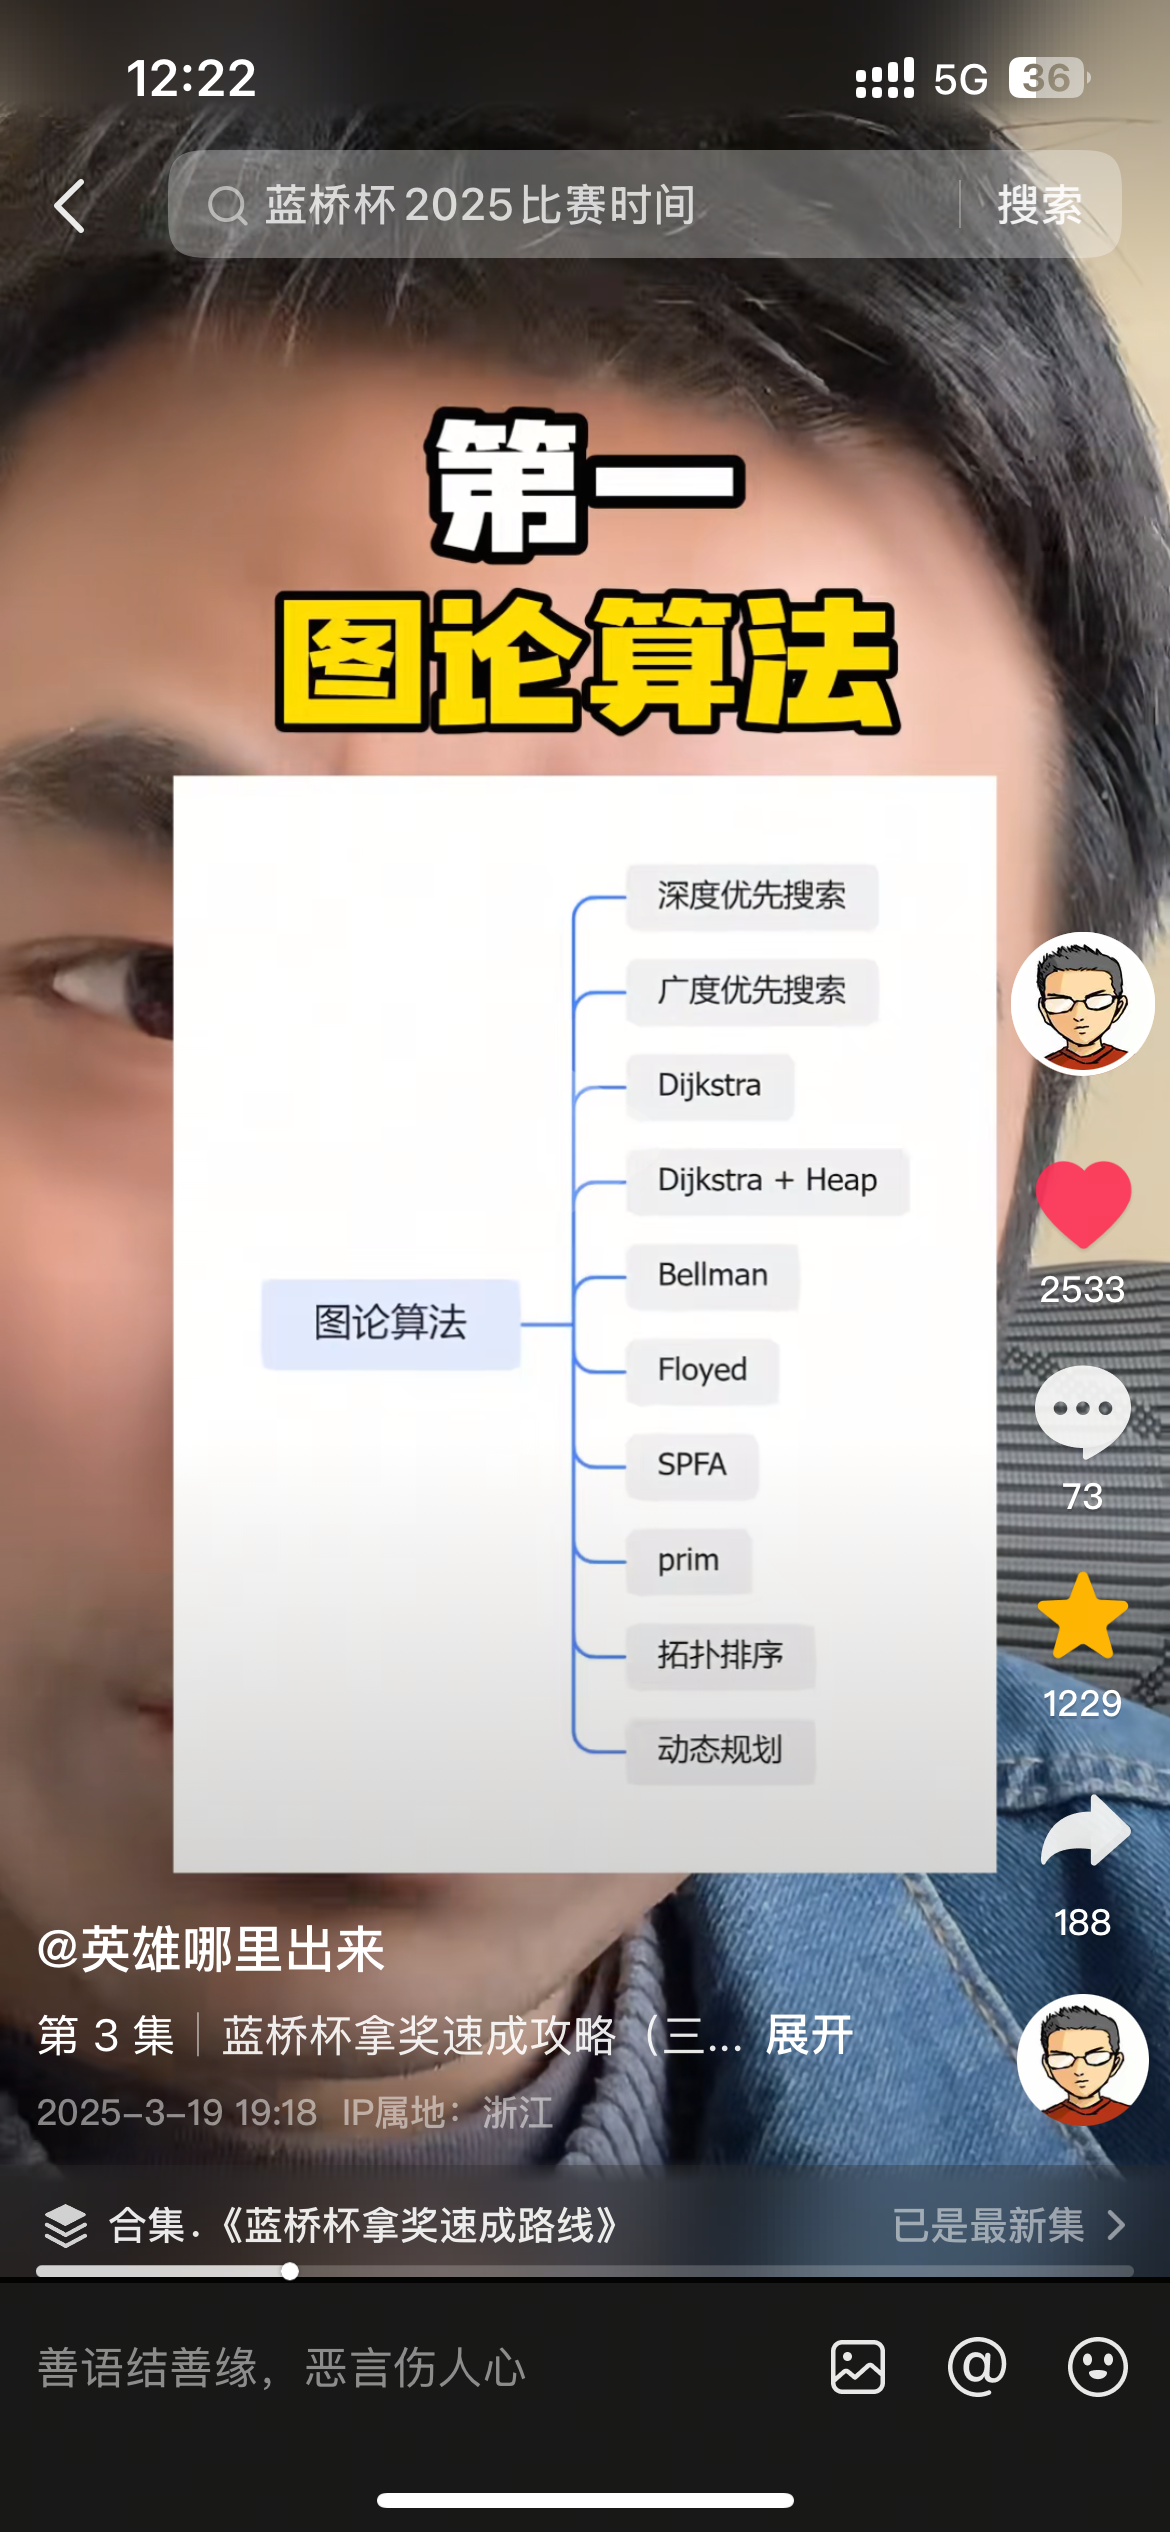 12:22
5G 36
蓝桥杯2025比赛时间
搜索
第一
图论算法
深度优先搜索
广度优先搜索
Dijkstra
Dijkstra + Heap
Bellman
图论算法
Floyed
SPFA
prim
拓扑排序
动态规划
2533
73
1229
188
@英雄哪里出来
第 3 集 | 蓝桥杯拿奖速成攻略（三... 展开
2025-3-19 19:18 IP属地：浙江
合集.《蓝桥杯拿奖速成路线》
已是最新集
善语结善缘，恶言伤人心